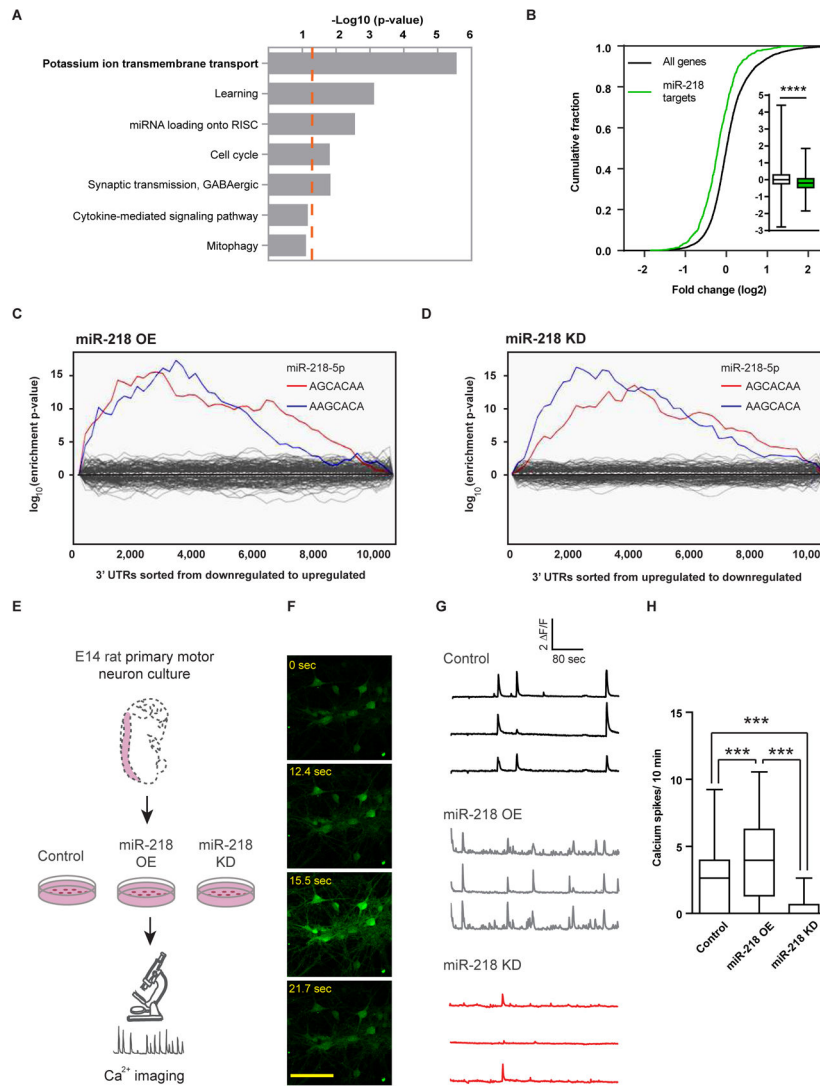 A
-Log10 (p-value)
1 2 3 4 5 6
Potassium ion transmembrane transport
Learning
miRNA loading onto RISC
Cell cycle
Synaptic transmission, GABAergic
Cytokine-mediated signaling pathway
Mitophagy
B
Cumulative fraction
1.0
0.8
0.6
0.4
0.2
0.0
All genes
miR-218
targets
****
5
4
3
2
1
0
-1
-2
-3
-2 -1 0 1 2
Fold change (log2)
C
miR-218 OE
log10(enrichment p-value)
15
10
5
0
miR-218-5p
AGCACAA
AAGCACA
0 2,000 4,000 6,000 8,000 10,000
3' UTRs sorted from downregulated to upregulated
D
miR-218 KD
log10(enrichment p-value)
15
10
5
0
miR-218-5p
AGCACAA
AAGCACA
0 2,000 4,000 6,000 8,000 10,000
3' UTRs sorted from upregulated to downregulated
E
E14 rat primary motor
neuron culture
Control
miR-218
OE
miR-218
KD
Ca2+ imaging
F
0 sec
12.4 sec
15.5 sec
21.7 sec
G
2 ΔF/F
80 sec
Control
miR-218 OE
miR-218 KD
H
Calcium spikes/ 10 min
15
10
5
0
***
*** ***
Control
miR-218 OE
miR-218 KD